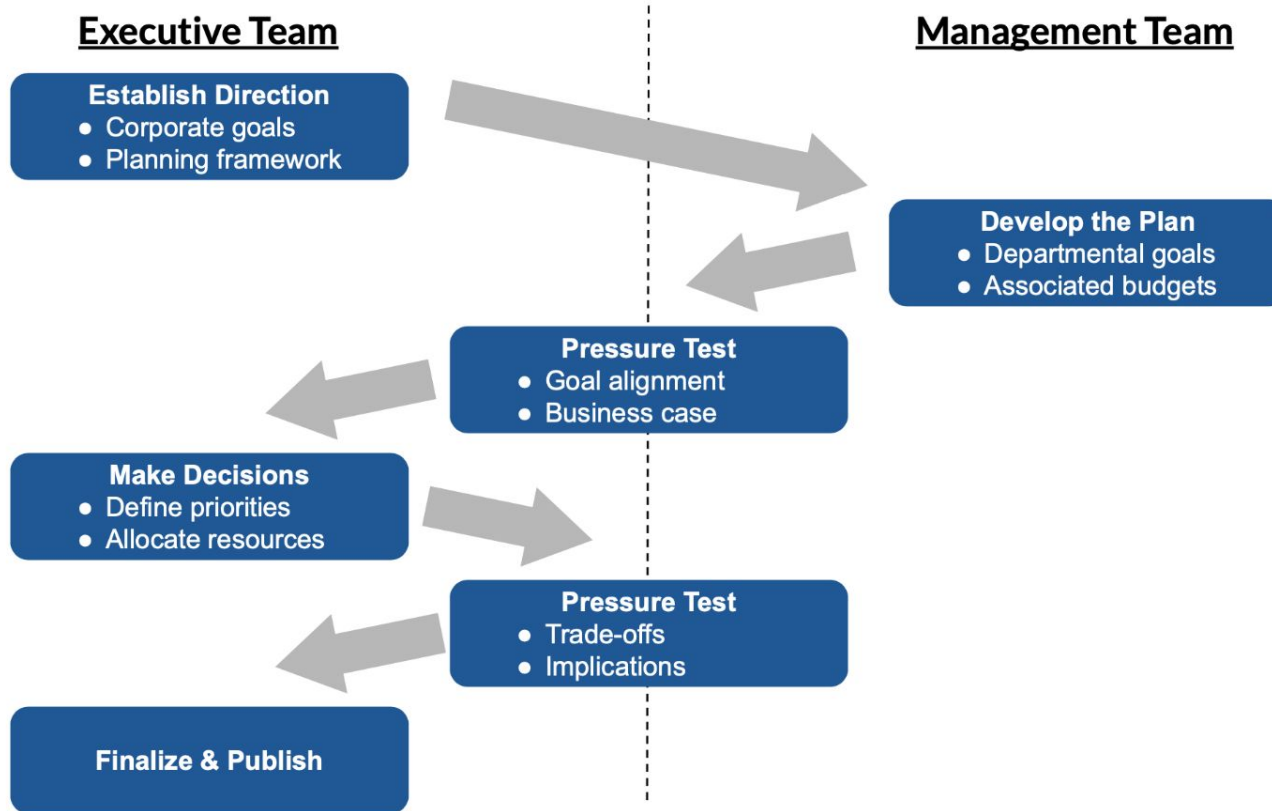 Executive Team
Management Team
Establish Direction
● Corporate goals
● Planning framework
Develop the Plan
● Departmental goals
● Associated budgets
Pressure Test
● Goal alignment
● Business case
Make Decisions
● Define priorities
● Allocate resources
Pressure Test
● Trade-offs
● Implications
Finalize & Publish